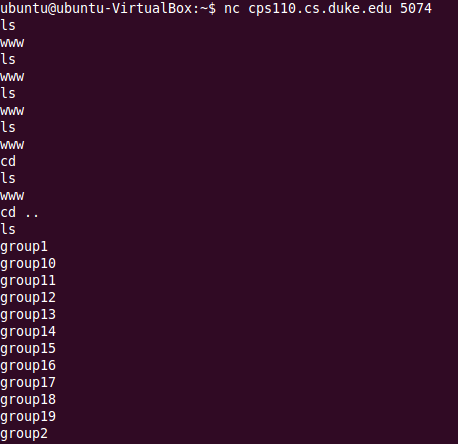 ubuntu@ubuntu-VirtualBox:~$ nc cps110.cs.duke.edu 5074
ls
www
ls
www
ls
www
ls
www
cd
ls
www
cd ..
ls
group1
group10
group11
group12
group13
group14
group15
group16
group17
group18
group19
group2